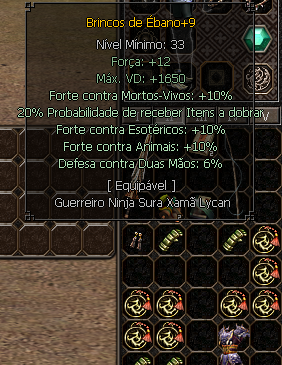 Brincos de Ébano+9
Nível Mínimo: 33
Força: +12
Máx. VD: +1650
Forte contra Mortos-Vivos: +10%
20% Probabilidade de receber Itens a dobrar
Forte contra Esotéricos: +10%
Forte contra Animais: +10%
Defesa contra Duas Mãos: 6%
[ Equipável ]
Guerreiro Ninja Sura Xamã Lycan